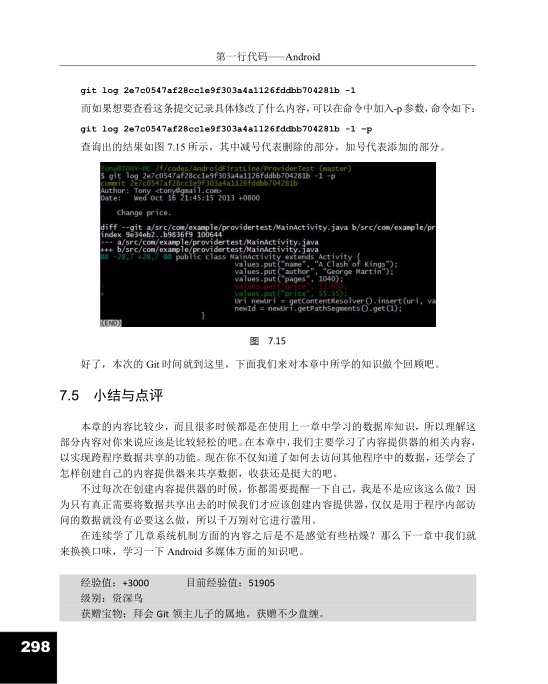 第一行代码——Android
git log 2e7c0547af28cc1e9f303a4a1126fddbb704281b -1
而如果想要查看这条提交记录具体修改了什么内容，可以在命令中加入-p 参数，命令如下：
git log 2e7c0547af28cc1e9f303a4a1126fddbb704281b -1 –p
查询出的结果如图 7.15 所示，其中减号代表删除的部分，加号代表添加的部分。
Tony@TONY-PC /f/codes/AndroidFirstLine/ProviderTest (master)
$ git log 2e7c0547af28cc1e9f303a4a1126fddbb704281b -1 -p
commit 2e7c0547af28cc1e9f303a4a1126fddbb704281b
Author: Tony <tony@gmail.com>
Date:   Wed Oct 16 21:45:15 2013 +0800
Change price.
diff --git a/src/com/example/providertest/MainActivity.java b/src/com/example/pr
index 9e34eb2..b9836f9 100644
--- a/src/com/example/providertest/MainActivity.java
+++ b/src/com/example/providertest/MainActivity.java
@@ -28,7 +28,7 @@ public class MainActivity extends Activity {
values.put("name", "A Clash of Kings");
values.put("author", "George Martin");
values.put("pages", 1040);
- values.put("price", 22.85);
+ values.put("price", 55.55);
Uri newUri = getContentResolver().insert(uri, va
newId = newUri.getPathSegments().get(1);
}
(END)
图 7.15
好了，本次的 Git 时间就到这里，下面我们来对本章中所学的知识做个回顾吧。
7.5 小结与点评
本章的内容比较少，而且很多时候都是在使用上一章中学习的数据库知识，所以理解这
部分内容对你来说应该是比较轻松的吧。在本章中，我们主要学习了内容提供器的相关内容，
以实现跨程序数据共享的功能。现在你不仅知道了如何去访问其他程序中的数据，还学会了
怎样创建自己的内容提供器来共享数据，收获还是挺大的吧。
不过每次在创建内容提供器的时候，你都需要提醒一下自己，我是不是应该这么做？因
为只有真正需要将数据共享出去的时候我们才应该创建内容提供器，仅仅是用于程序内部访
问的数据就没有必要这么做，所以千万别对它进行滥用。
在连续学了几章系统机制方面的内容之后是不是感觉有些枯燥？那么下一章中我们就
来换换口味，学习一下 Android 多媒体方面的知识吧。
经验值：+3000 目前经验值：51905
级别：资深鸟
获赠宝物：拜会 Git 领主儿子的属地。获赠不少盘缠。
298